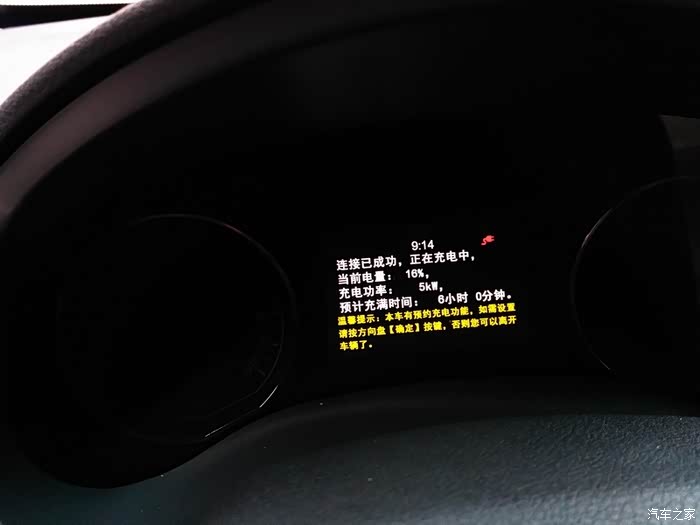 9:14
连接已成功，正在充电中，
当前电量： 16%，
充电功率： 5kW，
预计充满时间： 6小时 0分钟。
温馨提示：本车有预约充电功能，如需设置
请按方向盘【确定】按键，否则您可以离开
车辆了。
汽车之家